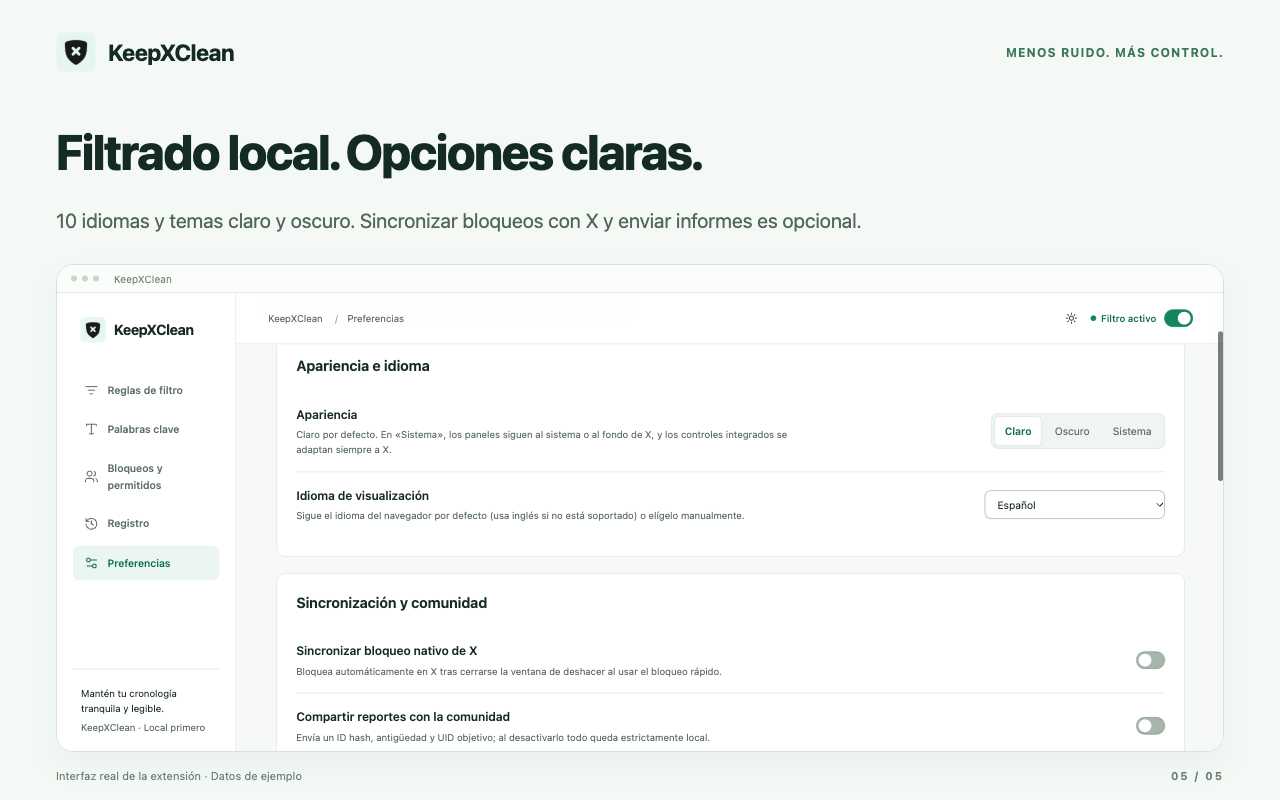 KeepXClean
MENOS RUIDO. MÁS CONTROL.
Filtrado local. Opciones claras.
10 idiomas y temas claro y oscuro. Sincronizar bloqueos con X y enviar informes es opcional.
KeepXClean
KeepXClean
Reglas de filtro
Palabras clave
Bloqueos y
permitidos
Registro
Preferencias
Mantén tu cronología
tranquila y legible.
KeepXClean · Local primero
KeepXClean / Preferencias
Filtro activo
Apariencia e idioma
Apariencia
Claro por defecto. En «Sistema», los paneles siguen al sistema o al fondo de X, y los controles integrados se
adaptan siempre a X.
Claro Oscuro Sistema
Idioma de visualización
Sigue el idioma del navegador por defecto (usa inglés si no está soportado) o elígelo manualmente.
Español
Sincronización y comunidad
Sincronizar bloqueo nativo de X
Bloquea automáticamente en X tras cerrarse la ventana de deshacer al usar el bloqueo rápido.
Compartir reportes con la comunidad
Envía un ID hash, antigüedad y UID objetivo; al desactivarlo todo queda estrictamente local.
Interfaz real de la extensión · Datos de ejemplo
05 / 05